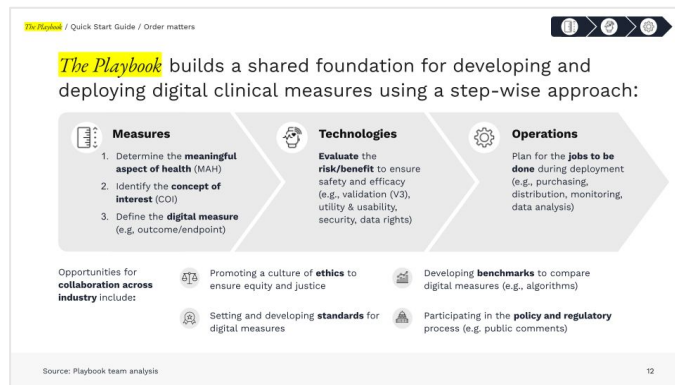 The Playbook / Quick Start Guide / Order matters
The Playbook builds a shared foundation for developing and
deploying digital clinical measures using a step-wise approach:
Measures
1. Determine the meaningful
aspect of health (MAH)
2. Identify the concept of
interest (COI)
3. Define the digital measure
(e.g, outcome/endpoint)
Technologies
Evaluate the
risk/benefit to ensure
safety and efficacy
(e.g., validation (V3),
utility & usability,
security, data rights)
Operations
Plan for the jobs to be
done during deployment
(e.g., purchasing,
distribution, monitoring,
data analysis)
Opportunities for
collaboration across
industry include:
Promoting a culture of ethics to
ensure equity and justice
Developing benchmarks to compare
digital measures (e.g., algorithms)
Setting and developing standards for
digital measures
Participating in the policy and regulatory
process (e.g. public comments)
Source: Playbook team analysis
12